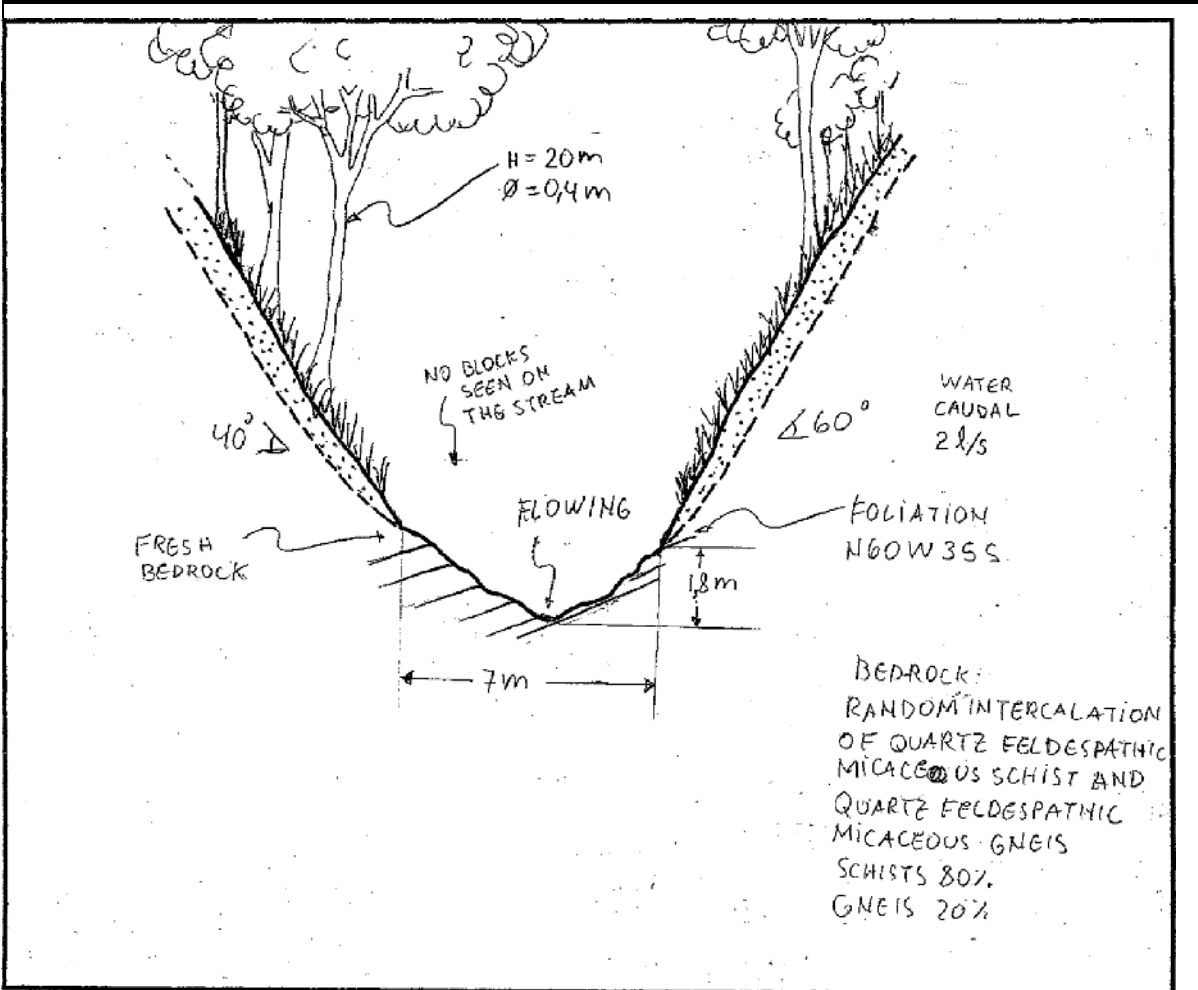 H = 20m
Ø = 0,4m
NO BLOCKS
SEEN ON
THE STREAM
40°
60°
WATER
CAUDAL
2 l/s
FLOWING
FOLIATION
N60W 35S
FRESH
BEDROCK
1,8m
7m
BEDROCK:
RANDOM INTERCALATION
OF QUARTZ FELDESPATHIC
MICACEOUS SCHIST AND
QUARTZ FELDESPATHIC
MICACEOUS GNEIS
SCHISTS 80%
GNEIS 20%